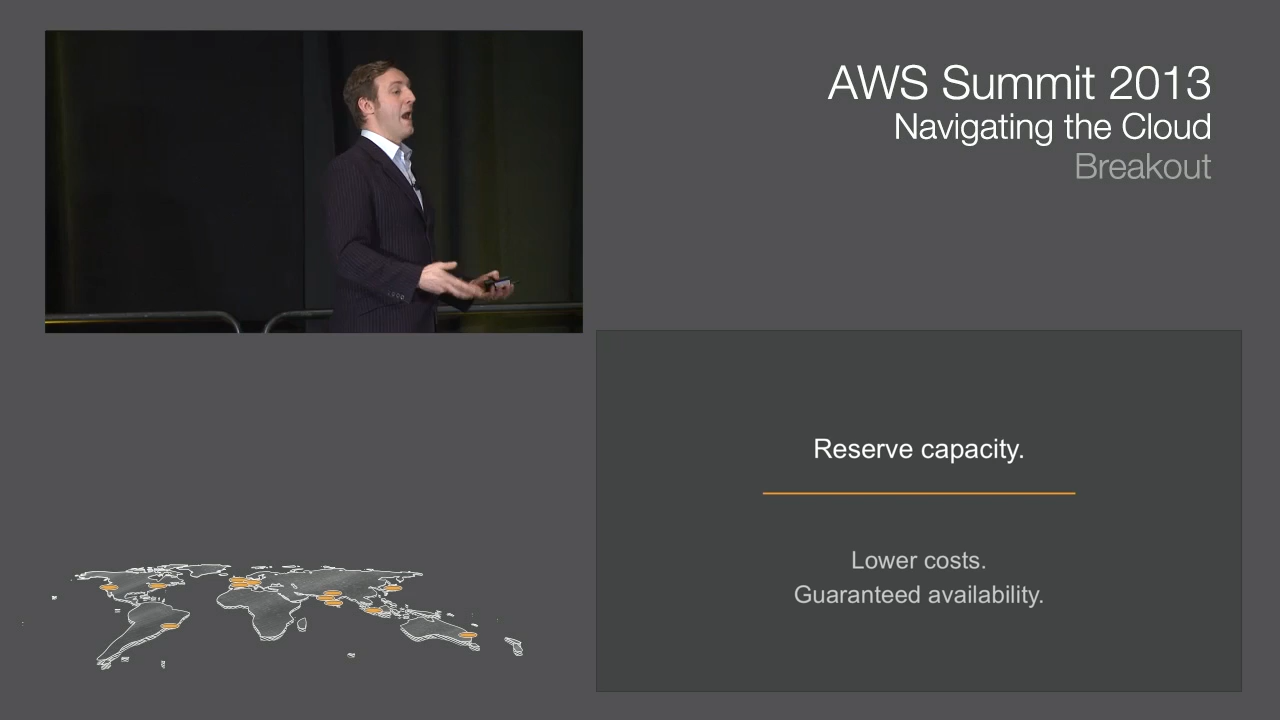 AWS Summit 2013
Navigating the Cloud
Breakout
Reserve capacity.
Lower costs.
Guaranteed availability.